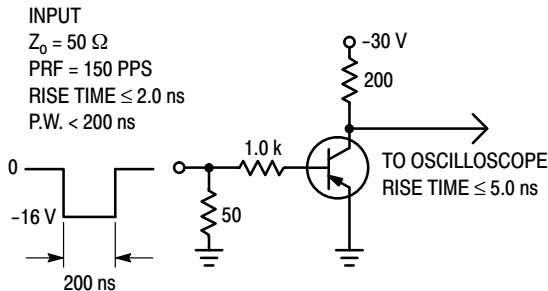 INPUT
Z₀ = 50 Ω
PRF = 150 PPS
RISE TIME ≤ 2.0 ns
P.W. < 200 ns
−30 V
200
1.0 k
TO OSCILLOSCOPE
RISE TIME ≤ 5.0 ns
0
−16 V
50
200 ns